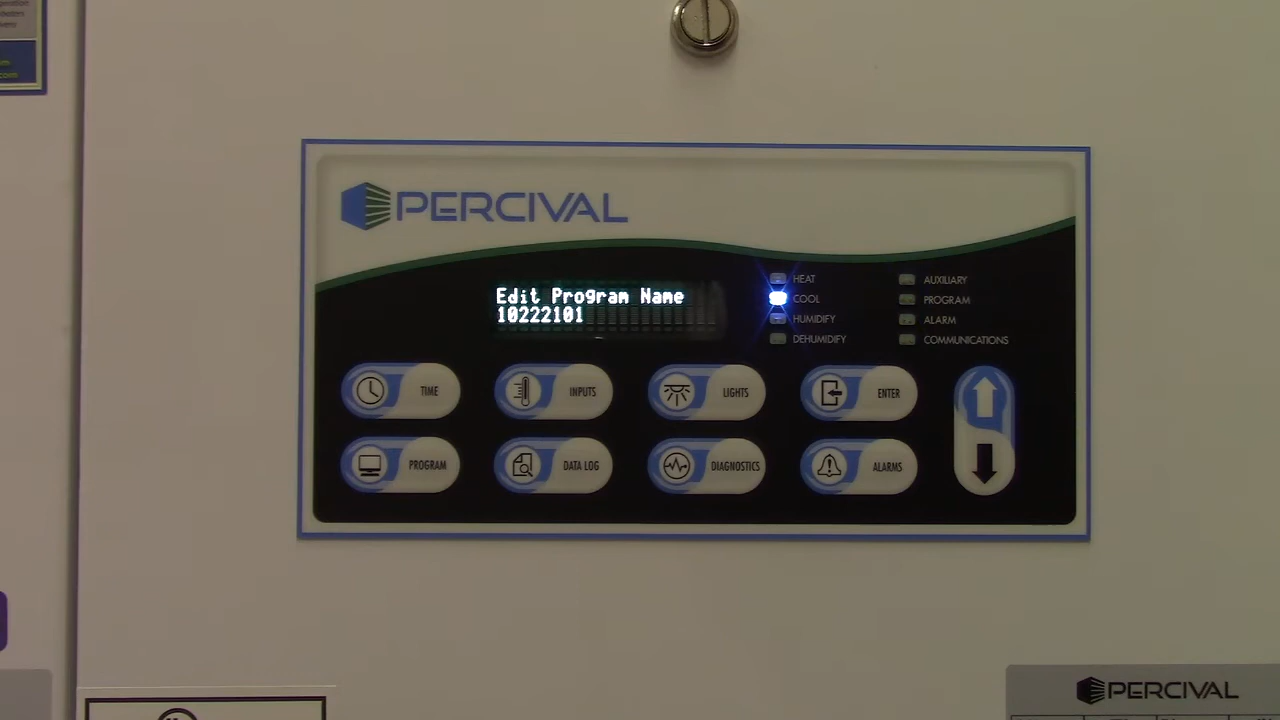 PERCIVAL
Edit Program Name
10222101
HEAT
COOL
HUMIDIFY
DEHUMIDIFY
AUXILIARY
PROGRAM
ALARM
COMMUNICATIONS
TIME
INPUTS
LIGHTS
ENTER
PROGRAM
DATA LOG
DIAGNOSTICS
ALARMS
PERCIVAL